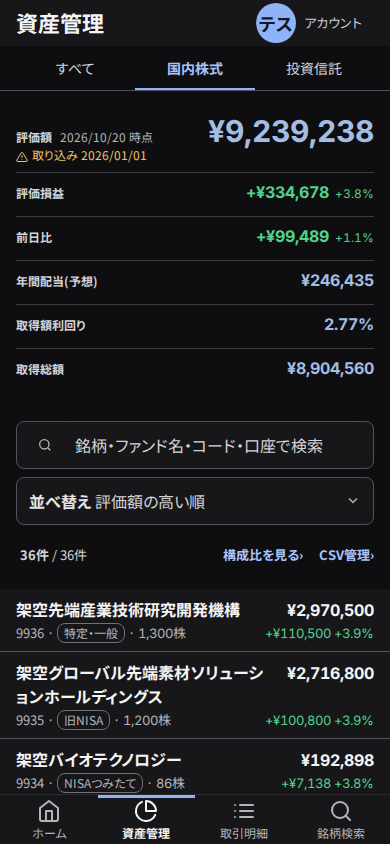 資産管理
テス アカウント
すべて 国内株式 投資信託
評価額 2026/10/20 時点 ¥9,239,238
取り込み 2026/01/01
評価損益 +¥334,678 +3.8%
前日比 +¥99,489 +1.1%
年間配当(予想) ¥246,435
取得額利回り 2.77%
取得総額 ¥8,904,560
銘柄・ファンド名・コード・口座で検索
並べ替え 評価額の高い順
36件 / 36件 構成比を見る› CSV管理›
架空先端産業技術研究開発機構 ¥2,970,500
9936 · 特定・一般 · 1,300株 +¥110,500 +3.9%
架空グローバル先端素材ソリューシ ¥2,716,800
ョンホールディングス
9935 · 旧NISA · 1,200株 +¥100,800 +3.9%
架空バイオテクノロジー ¥192,898
9934 · NISAつみたて · 86株 +¥7,138 +3.8%
ホーム 資産管理 取引明細 銘柄検索